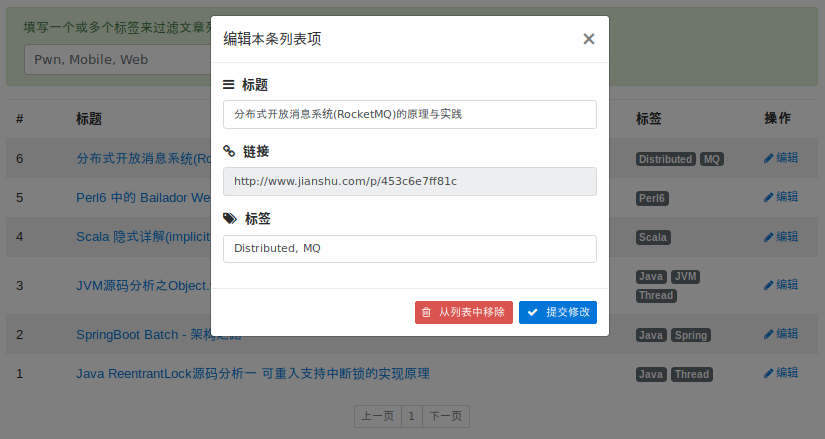 填写一个或多个标签来过滤文章列
Pwn, Mobile, Web
编辑本条列表项 ×
标题
分布式开放消息系统(RocketMQ)的原理与实践
链接
http://www.jianshu.com/p/453c6e7ff81c
标签
Distributed, MQ
从列表中移除 提交修改
# 标题 标签 操作
6 分布式开放消息系统(Ro Distributed MQ 编辑
5 Perl6 中的 Bailador We Perl6 编辑
4 Scala 隐式详解(implicit Scala 编辑
3 JVM源码分析之Object. Java JVM Thread 编辑
2 SpringBoot Batch - 架构 Java Spring 编辑
1 Java ReentrantLock源码分析一 可重入支持中断锁的实现原理 Java Thread 编辑
上一页 1 下一页